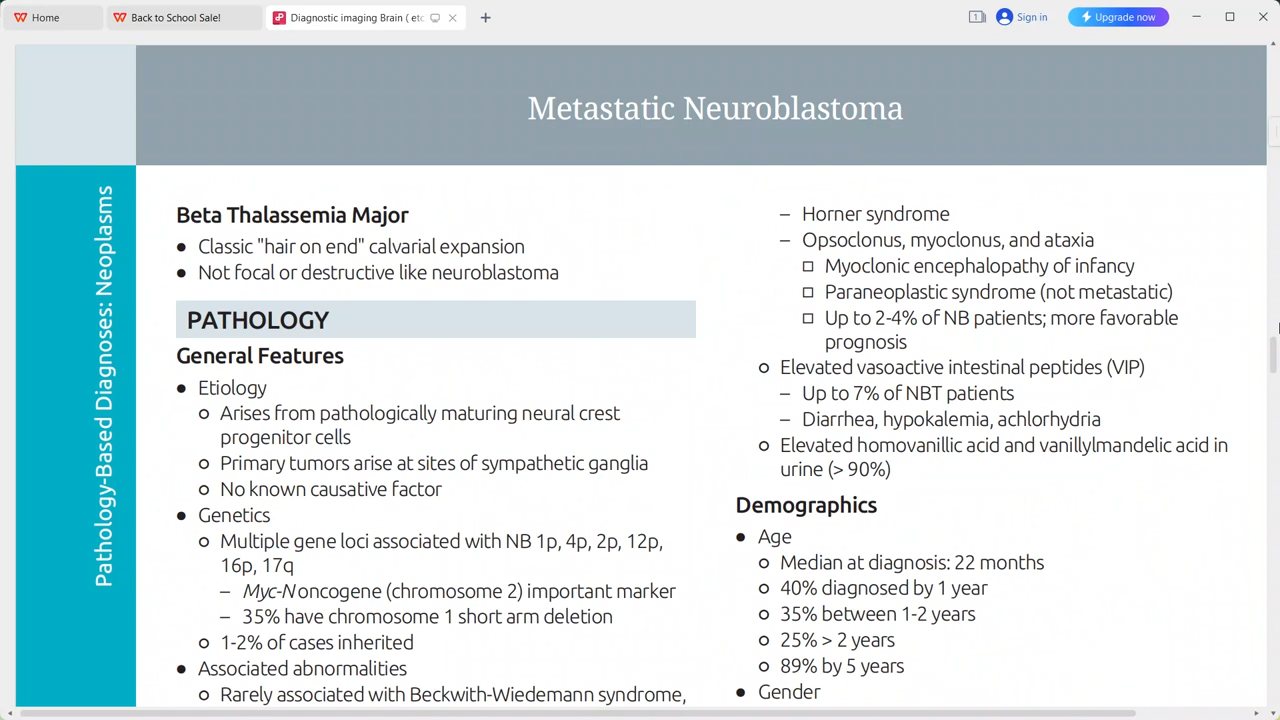 Home
Back to School Sale!
Diagnostic imaging Brain ( etc
1
Sign in
Upgrade now
Metastatic Neuroblastoma
Pathology-Based Diagnoses: Neoplasms
Beta Thalassemia Major
● Classic "hair on end" calvarial expansion
● Not focal or destructive like neuroblastoma
PATHOLOGY
General Features
● Etiology
○ Arises from pathologically maturing neural crest
progenitor cells
○ Primary tumors arise at sites of sympathetic ganglia
○ No known causative factor
● Genetics
○ Multiple gene loci associated with NB 1p, 4p, 2p, 12p,
16p, 17q
– Myc-N oncogene (chromosome 2) important marker
– 35% have chromosome 1 short arm deletion
○ 1-2% of cases inherited
● Associated abnormalities
○ Rarely associated with Beckwith-Wiedemann syndrome,
– Horner syndrome
– Opsoclonus, myoclonus, and ataxia
□ Myoclonic encephalopathy of infancy
□ Paraneoplastic syndrome (not metastatic)
□ Up to 2-4% of NB patients; more favorable
prognosis
○ Elevated vasoactive intestinal peptides (VIP)
– Up to 7% of NBT patients
– Diarrhea, hypokalemia, achlorhydria
○ Elevated homovanillic acid and vanillylmandelic acid in
urine (> 90%)
Demographics
● Age
○ Median at diagnosis: 22 months
○ 40% diagnosed by 1 year
○ 35% between 1-2 years
○ 25% > 2 years
○ 89% by 5 years
● Gender